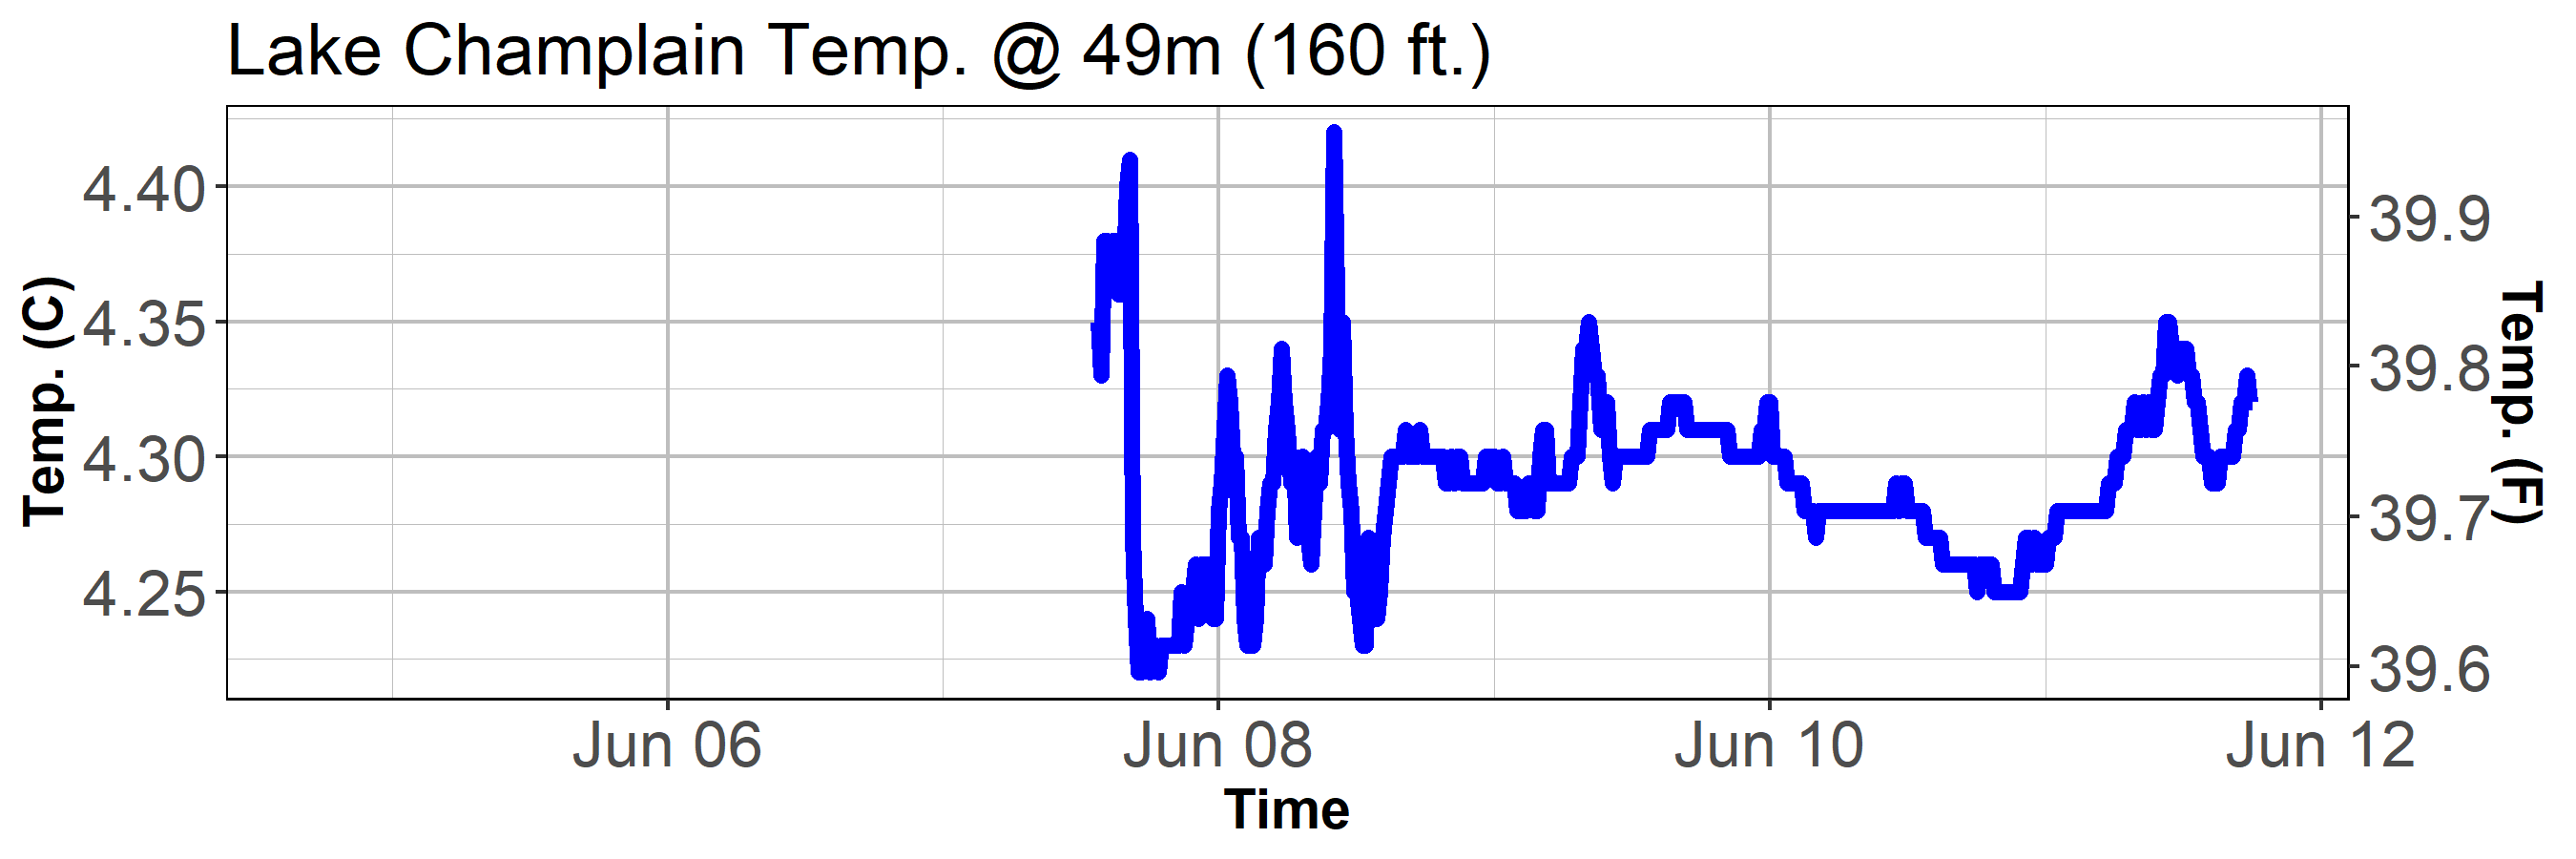 Lake Champlain Temp. @ 49m (160 ft.)
Temp. (C)
4.40
4.35
4.30
4.25
39.9
39.8
39.7
39.6
Temp. (F)
Jun 06 Jun 08 Jun 10 Jun 12
Time